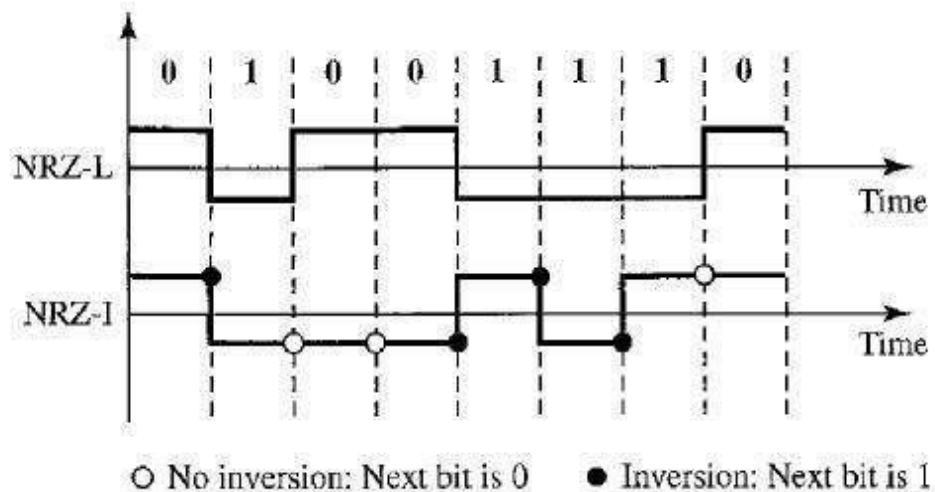 0 1 0 0 1 1 1 0
NRZ-L
Time
NRZ-I
Time
No inversion: Next bit is 0 Inversion: Next bit is 1